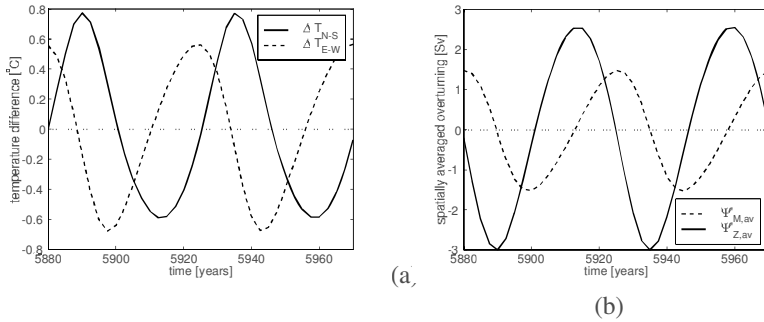 0.8
0.6
0.4
0.2
0
-0.2
-0.4
-0.6
-0.8
temperature difference [°C]
Δ T_N-S
Δ T_E-W
5880 5900 5920 5940 5960
time [years]
(a)
3
2
1
0
-1
-2
-3
spatially averaged overturning [Sv]
Ψ'_M,av
Ψ'_Z,av
5880 5900 5920 5940 5960
time [years]
(b)